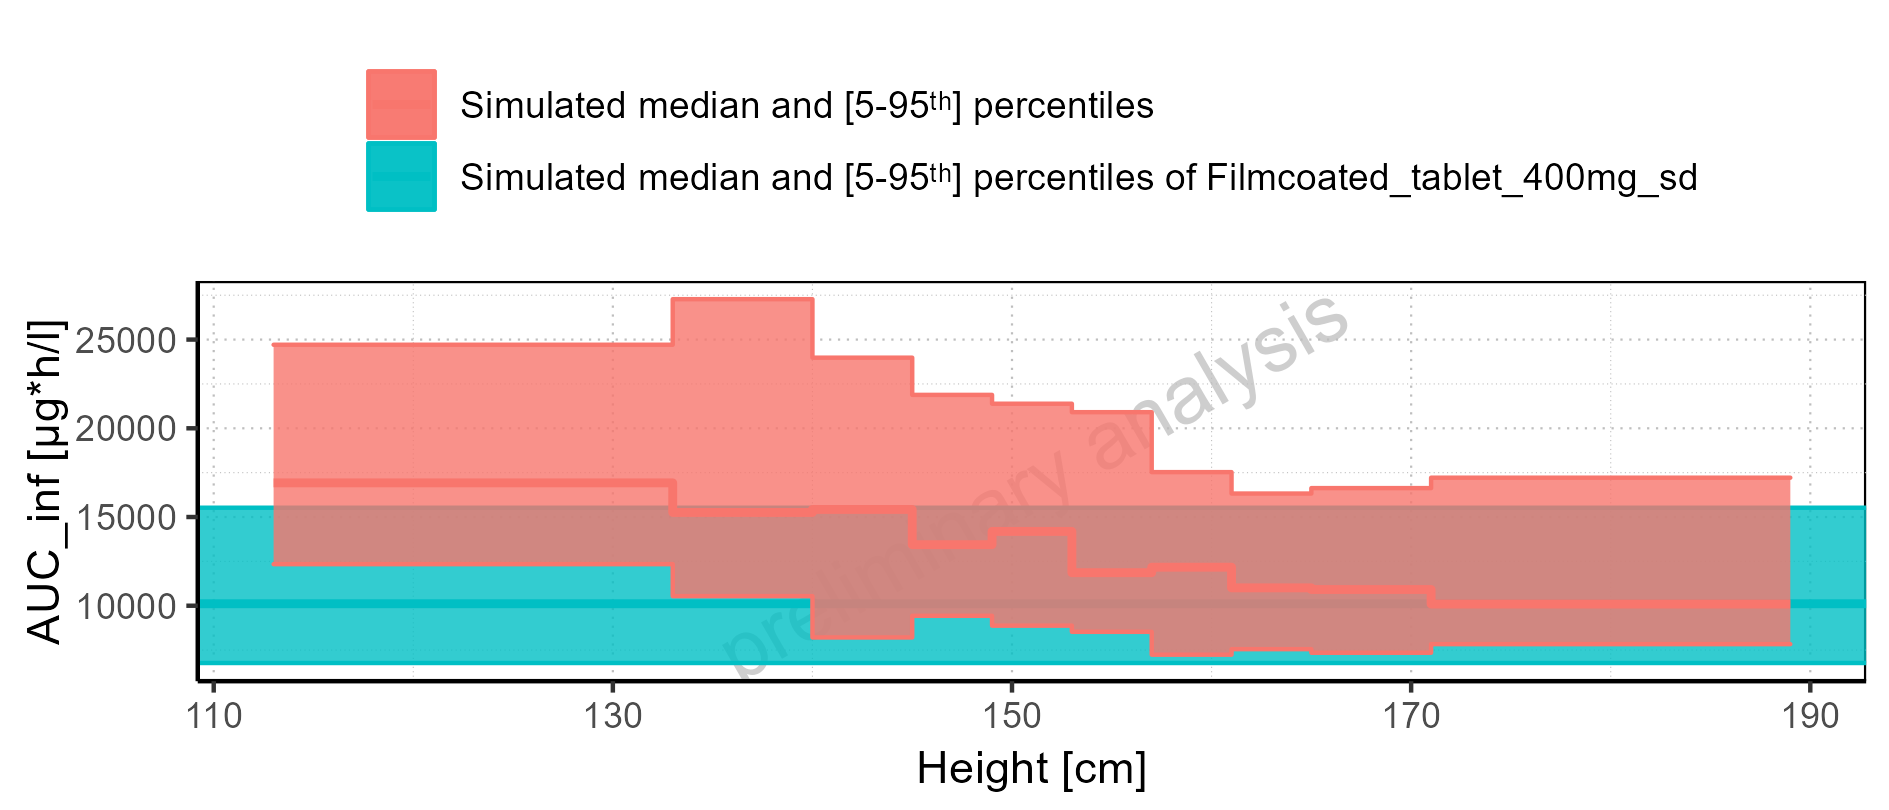 Simulated median and [5-95ᵗʰ] percentiles
Simulated median and [5-95ᵗʰ] percentiles of Filmcoated_tablet_400mg_sd
AUC_inf [µg*h/l]
25000
20000
15000
10000
preliminary analysis
110 130 150 170 190
Height [cm]